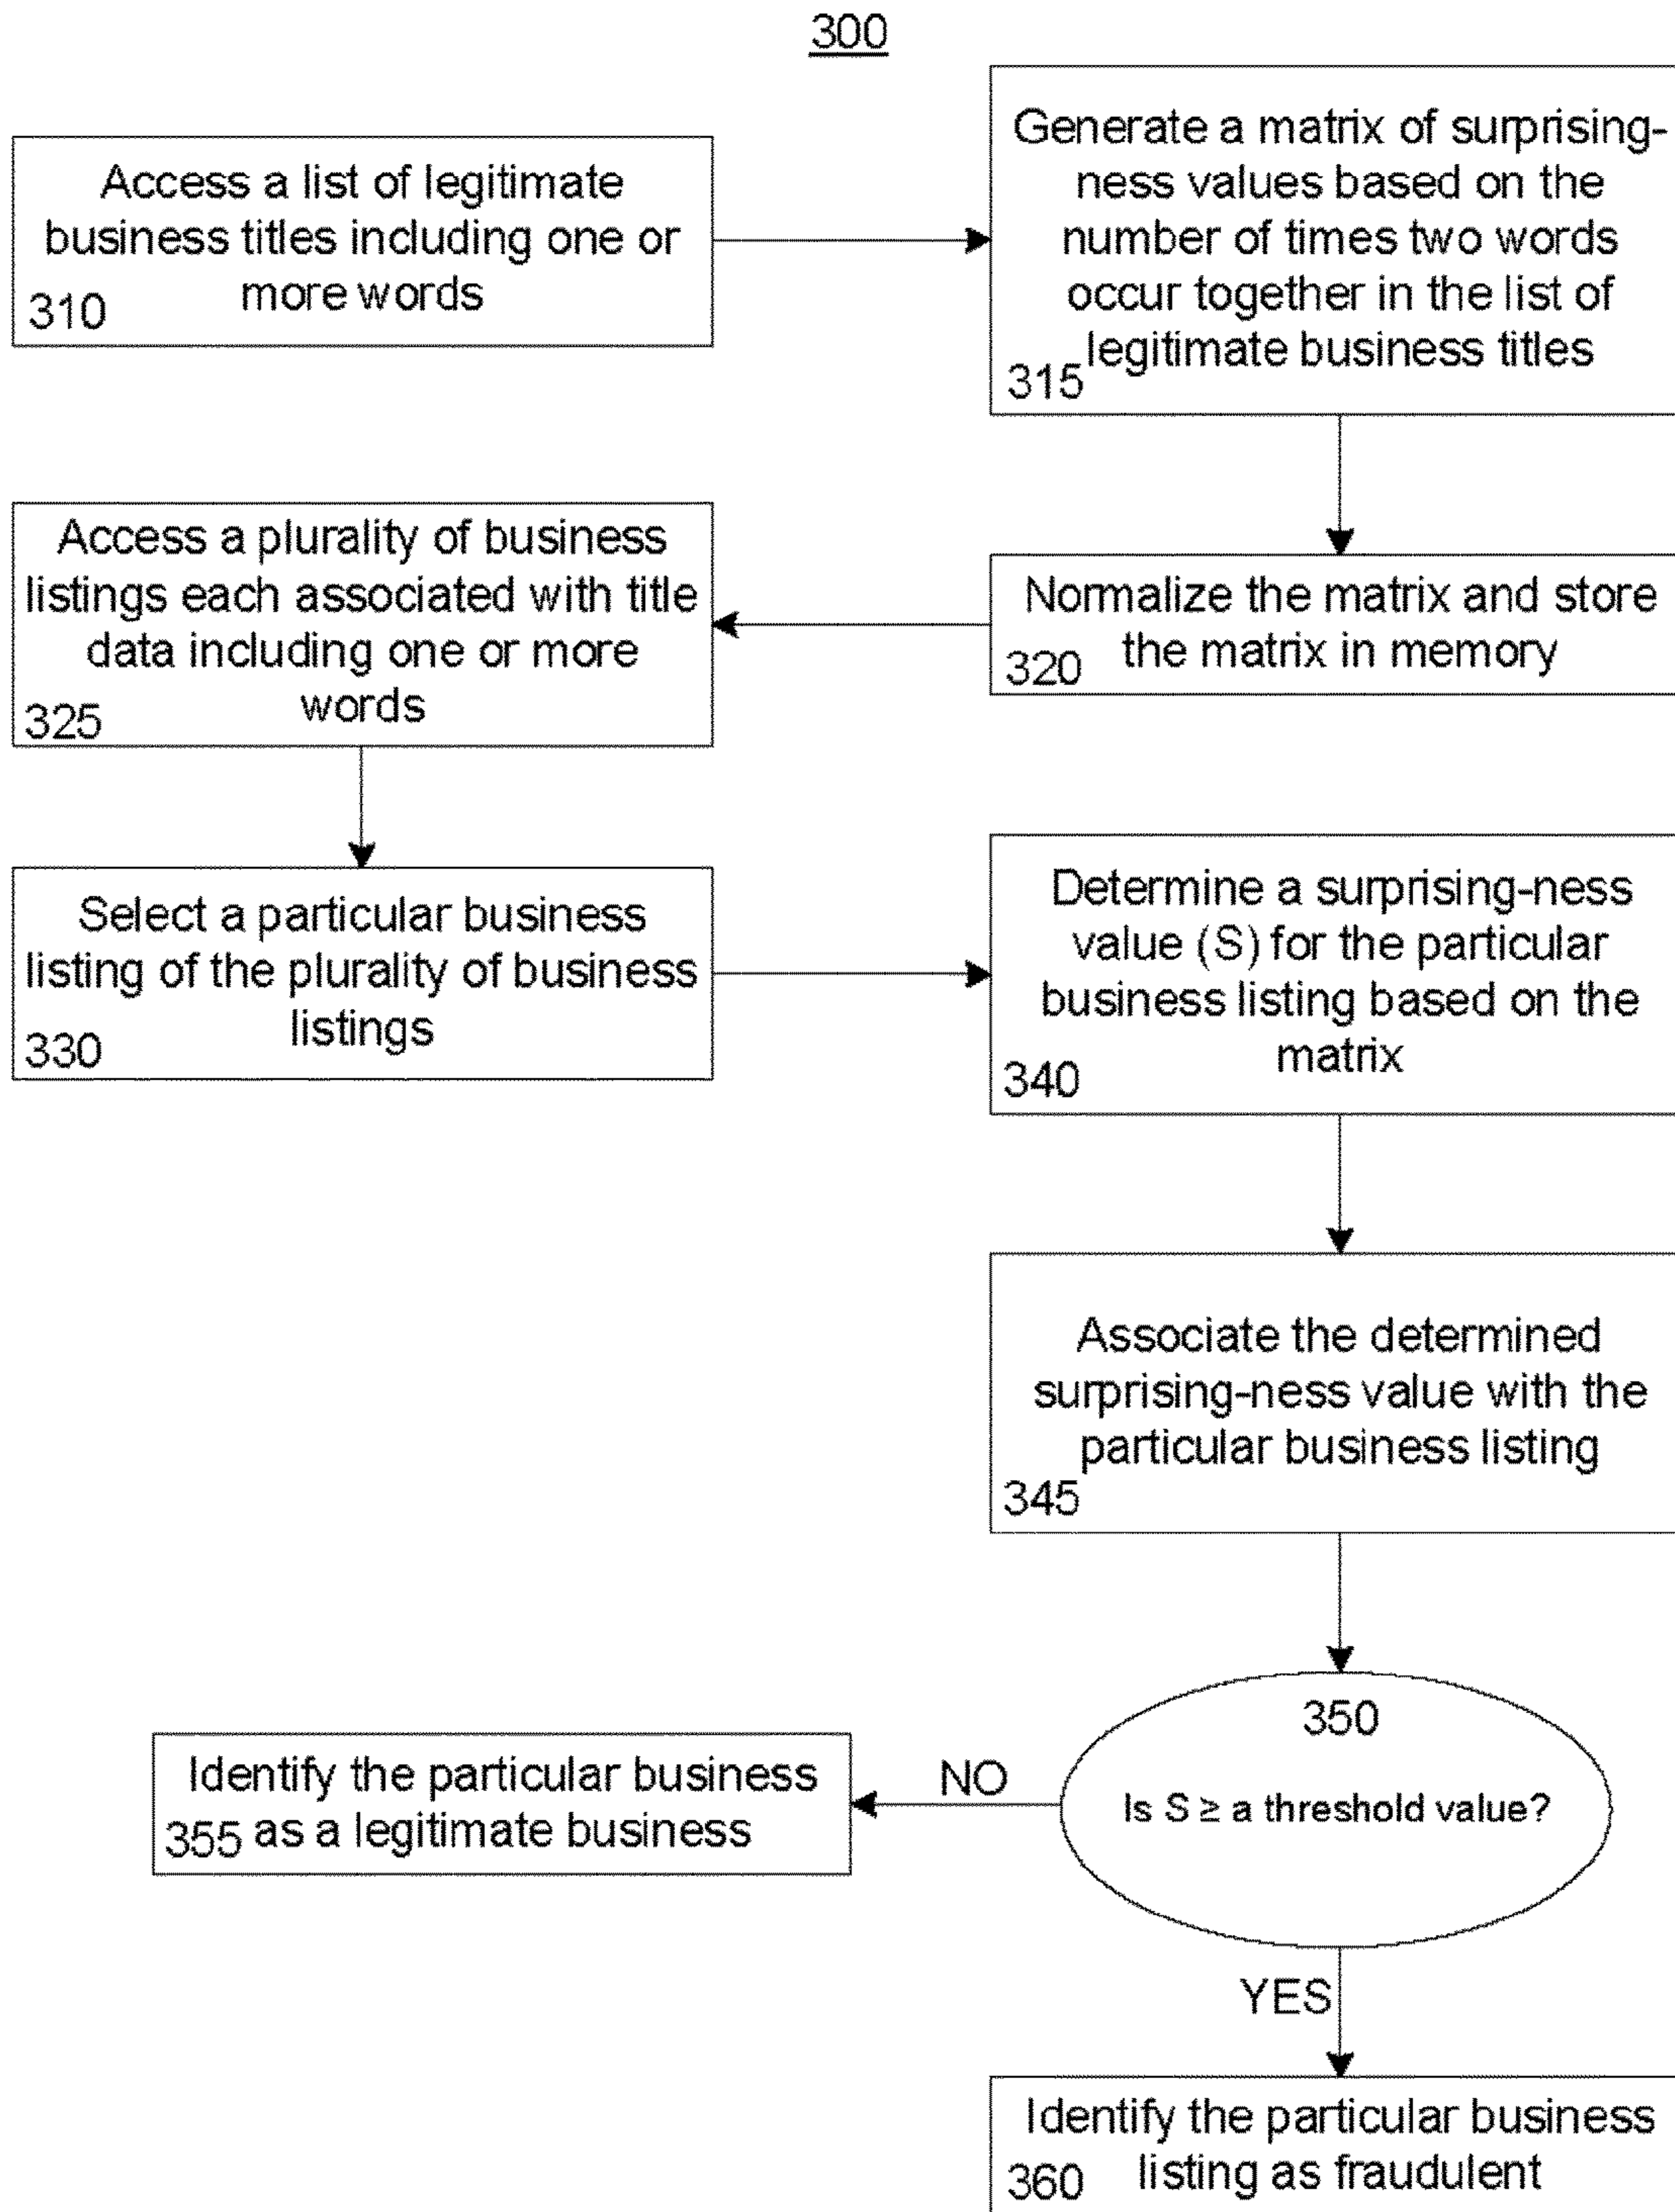 300
Access a list of legitimate
business titles including one or
more words
310
Generate a matrix of surprising-
ness values based on the
number of times two words
occur together in the list of
legitimate business titles
315
Normalize the matrix and store
the matrix in memory
320
Access a plurality of business
listings each associated with title
data including one or more
words
325
Select a particular business
listing of the plurality of business
listings
330
Determine a surprising-ness
value (S) for the particular
business listing based on the
matrix
340
Associate the determined
surprising-ness value with the
particular business listing
345
350
Is S ≥ a threshold value?
NO
Identify the particular business
355 as a legitimate business
YES
Identify the particular business
360 listing as fraudulent